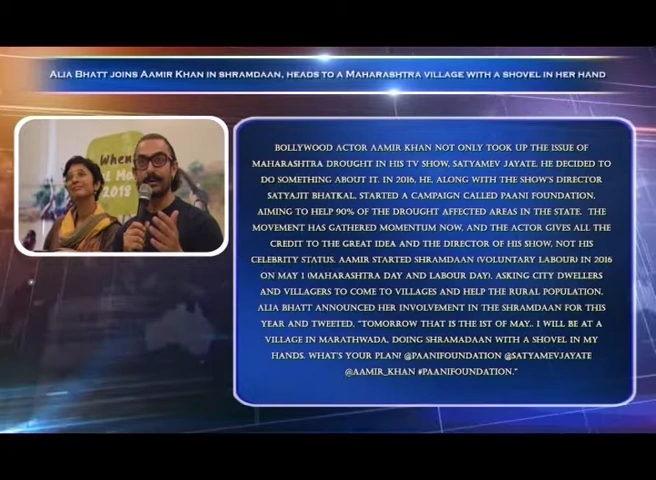 Alia Bhatt joins Aamir Khan in shramdaan, heads to a Maharashtra village with a shovel in her hand
When
2018
BOLLYWOOD ACTOR AAMIR KHAN NOT ONLY TOOK UP THE ISSUE OF
MAHARASHTRA DROUGHT IN HIS TV SHOW, SATYAMEV JAYATE, HE DECIDED TO
DO SOMETHING ABOUT IT. IN 2016, HE, ALONG WITH THE SHOW'S DIRECTOR
SATYAJIT BHATKAL, STARTED A CAMPAIGN CALLED PAANI FOUNDATION,
AIMING TO HELP 90% OF THE DROUGHT AFFECTED AREAS IN THE STATE. THE
MOVEMENT HAS GATHERED MOMENTUM NOW, AND THE ACTOR GIVES ALL THE
CREDIT TO THE GREAT IDEA AND THE DIRECTOR OF HIS SHOW, NOT HIS
CELEBRITY STATUS. AAMIR STARTED SHRAMDAAN (VOLUNTARY LABOUR) IN 2016
ON MAY 1 (MAHARASHTRA DAY AND LABOUR DAY), ASKING CITY DWELLERS
AND VILLAGERS TO COME TO VILLAGES AND HELP THE RURAL POPULATION.
ALIA BHATT ANNOUNCED HER INVOLVEMENT IN THE SHRAMDAAN FOR THIS
YEAR AND TWEETED, "TOMORROW THAT IS THE 1ST OF MAY.. I WILL BE AT A
VILLAGE IN MARATHWADA, DOING SHRAMADAAN WITH A SHOVEL IN MY
HANDS. WHAT'S YOUR PLAN! @PAANIFOUNDATION @SATYAMEVJAYATE
@AAMIR_KHAN #PAANIFOUNDATION."